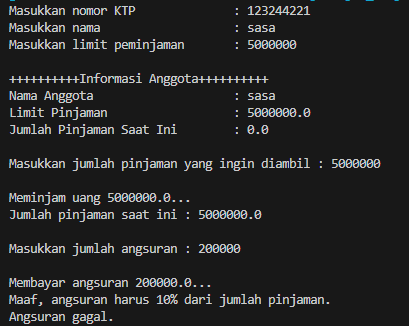 Masukkan nomor KTP : 123244221
Masukkan nama : sasa
Masukkan limit peminjaman : 5000000
++++++++++Informasi Anggota++++++++++
Nama Anggota : sasa
Limit Pinjaman : 5000000.0
Jumlah Pinjaman Saat Ini : 0.0
Masukkan jumlah pinjaman yang ingin diambil : 5000000
Meminjam uang 5000000.0...
Jumlah pinjaman saat ini : 5000000.0
Masukkan jumlah angsuran : 200000
Membayar angsuran 200000.0...
Maaf, angsuran harus 10% dari jumlah pinjaman.
Angsuran gagal.